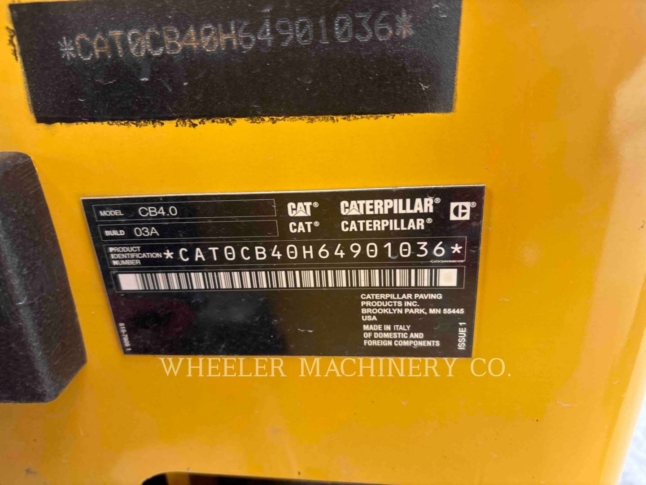 *CAT0CB40H64901036*
MODEL CB4.0 CAT® CATERPILLAR®
BUILD 03A CAT® CATERPILLAR®
PRODUCT
IDENTIFICATION
NUMBER *CAT0CB40H64901036*
CATERPILLAR PAVING
PRODUCTS INC.
BROOKLYN PARK, MN 55445
USA
MADE IN ITALY
OF DOMESTIC AND
FOREIGN COMPONENTS
ISSUE 1
WHEELER MACHINERY CO.